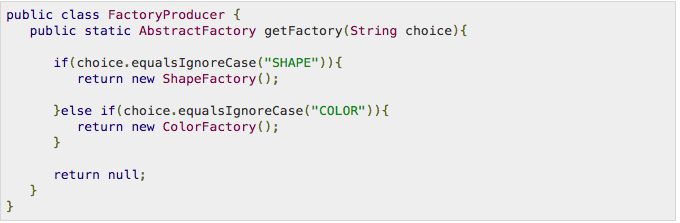 public class FactoryProducer {
   public static AbstractFactory getFactory(String choice){
      if(choice.equalsIgnoreCase("SHAPE")){
         return new ShapeFactory();
      }else if(choice.equalsIgnoreCase("COLOR")){
         return new ColorFactory();
      }
      return null;
   }
}